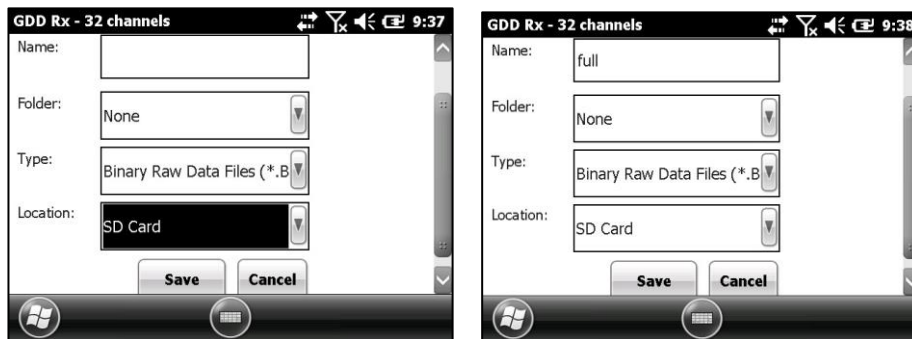 GDD Rx - 32 channels 9:37
Name:
Folder: None
Type: Binary Raw Data Files (*.B
Location: SD Card
Save Cancel
GDD Rx - 32 channels 9:38
Name: full
Folder: None
Type: Binary Raw Data Files (*.B
Location: SD Card
Save Cancel